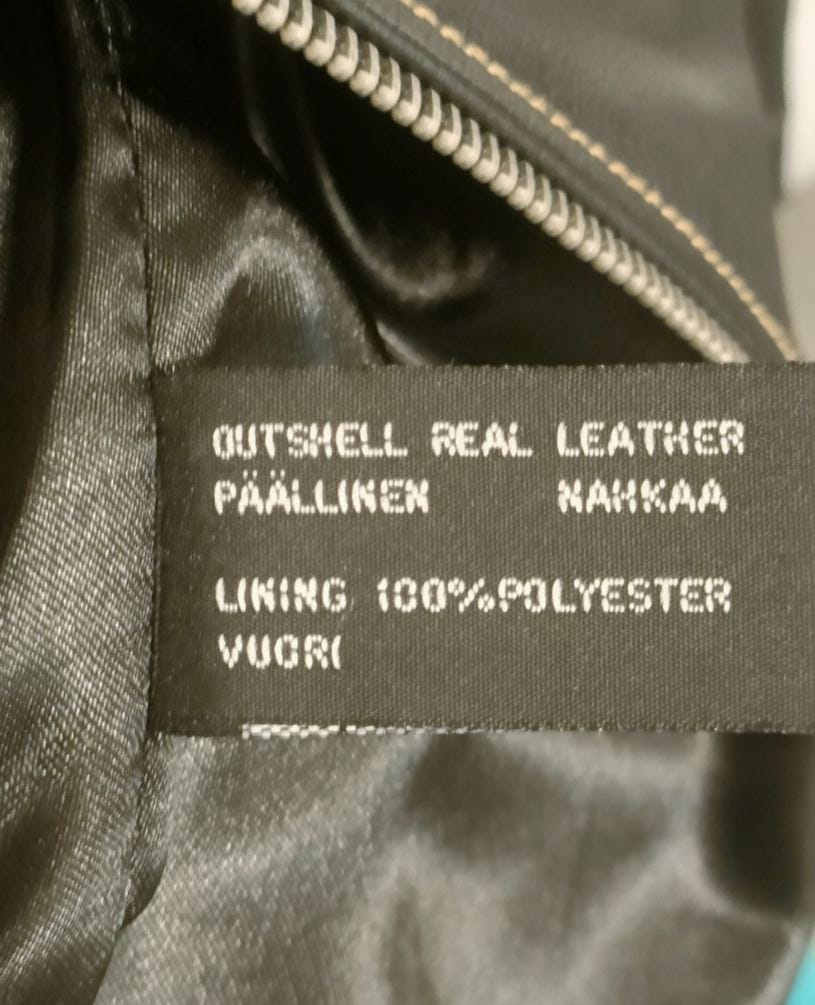 OUTSHELL REAL LEATHER
PÄÄLLINEN NAHKAA
LINING 100%POLYESTER
VUORI